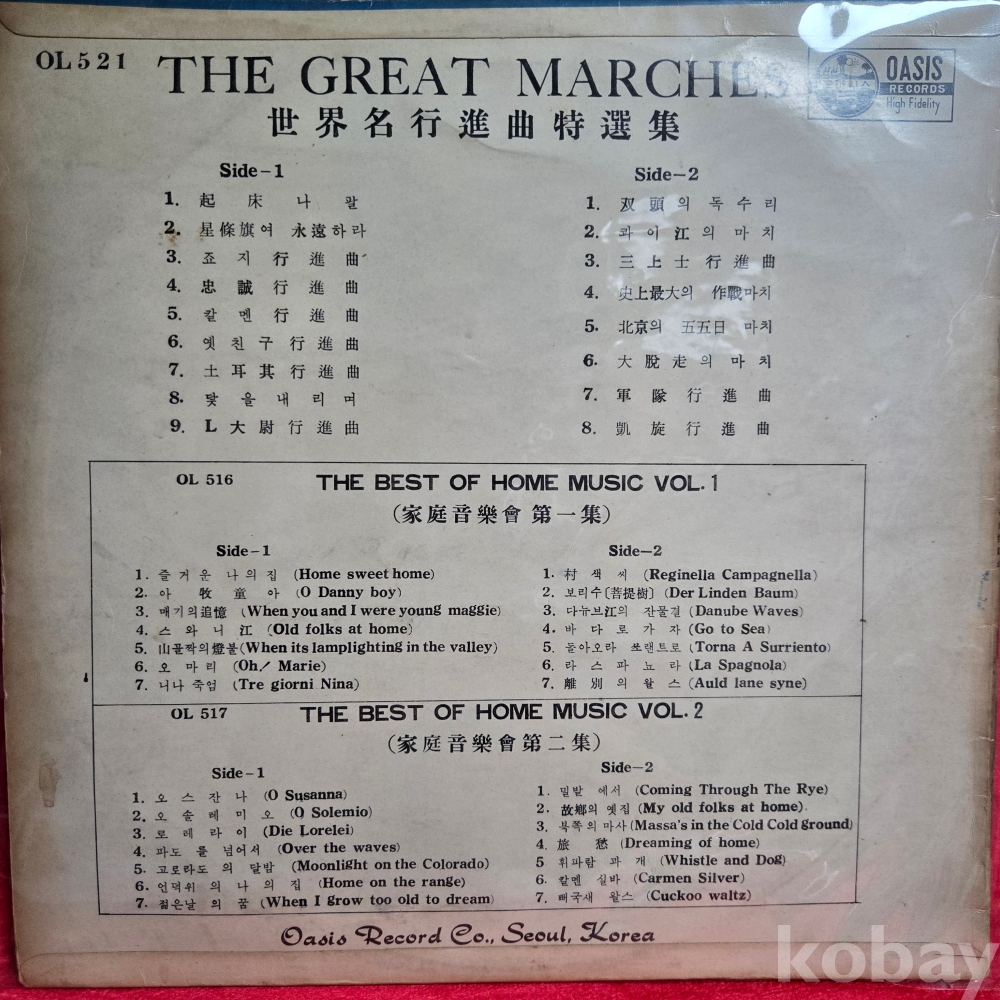 OL521
THE GREAT MARCHES
OASIS
RECORDS
High Fidelity
世界名行進曲特選集
Side-1
1. 起床나팔
2. 星條旗여 永遠하라
3. 죠지 行進曲
4. 忠誠行進曲
5. 칼멘行進曲
6. 옛친구行進曲
7. 土耳其行進曲
8. 닻을내리며
9. L大尉行進曲
Side-2
1. 双頭의 독수리
2. 콰이江의 마치
3. 三上士行進曲
4. 史上最大의 作戰마치
5. 北京의 五五日 마치
6. 大脫走의 마치
7. 軍隊行進曲
8. 凱旋行進曲
OL 516
THE BEST OF HOME MUSIC VOL.1
(家庭音樂會 第一集)
Side-1
1. 즐거운 나의집 (Home sweet home)
2. 아 牧童아 (O Danny boy)
3. 매기의追憶 (When you and I were young maggie)
4. 스와니江 (Old folks at home)
5. 山골짝의燈불 (When its lamplighting in the valley)
6. 오 마리 (Oh! Marie)
7. 니나 죽엄 (Tre giorni Nina)
Side-2
1. 村색씨 (Reginella Campagnella)
2. 보리수〔菩提樹〕(Der Linden Baum)
3. 다뉴브江의 잔물결 (Danube Waves)
4. 바다로가자 (Go to Sea)
5. 돌아오라 쏘랜트로 (Torna A Surriento)
6. 라스파뇨라 (La Spagnola)
7. 離別의 왈스 (Auld lane syne)
OL 517
THE BEST OF HOME MUSIC VOL.2
(家庭音樂會第二集)
Side-1
1. 오스잔나 (O Susanna)
2. 오솔레미오 (O Solemio)
3. 로레라이 (Die Lorelei)
4. 파도를 넘어서 (Over the waves)
5. 고로라도의 달밤 (Moonlight on the Colorado)
6. 언덕위의 나의집 (Home on the range)
7. 젊은날의 꿈 (When I grow too old to dream)
Side-2
1. 밀밭에서 (Coming Through The Rye)
2. 故鄕의 옛집 (My old folks at home)
3. 북쪽의 마사 (Massa's in the Cold Cold ground)
4. 旅愁 (Dreaming of home)
5 휘파람과 개 (Whistle and Dog)
6. 칼멘 실바 (Carmen Silver)
7. 뻐국새 왈스 (Cuckoo waltz)
Oasis Record Co., Seoul, Korea
kobay